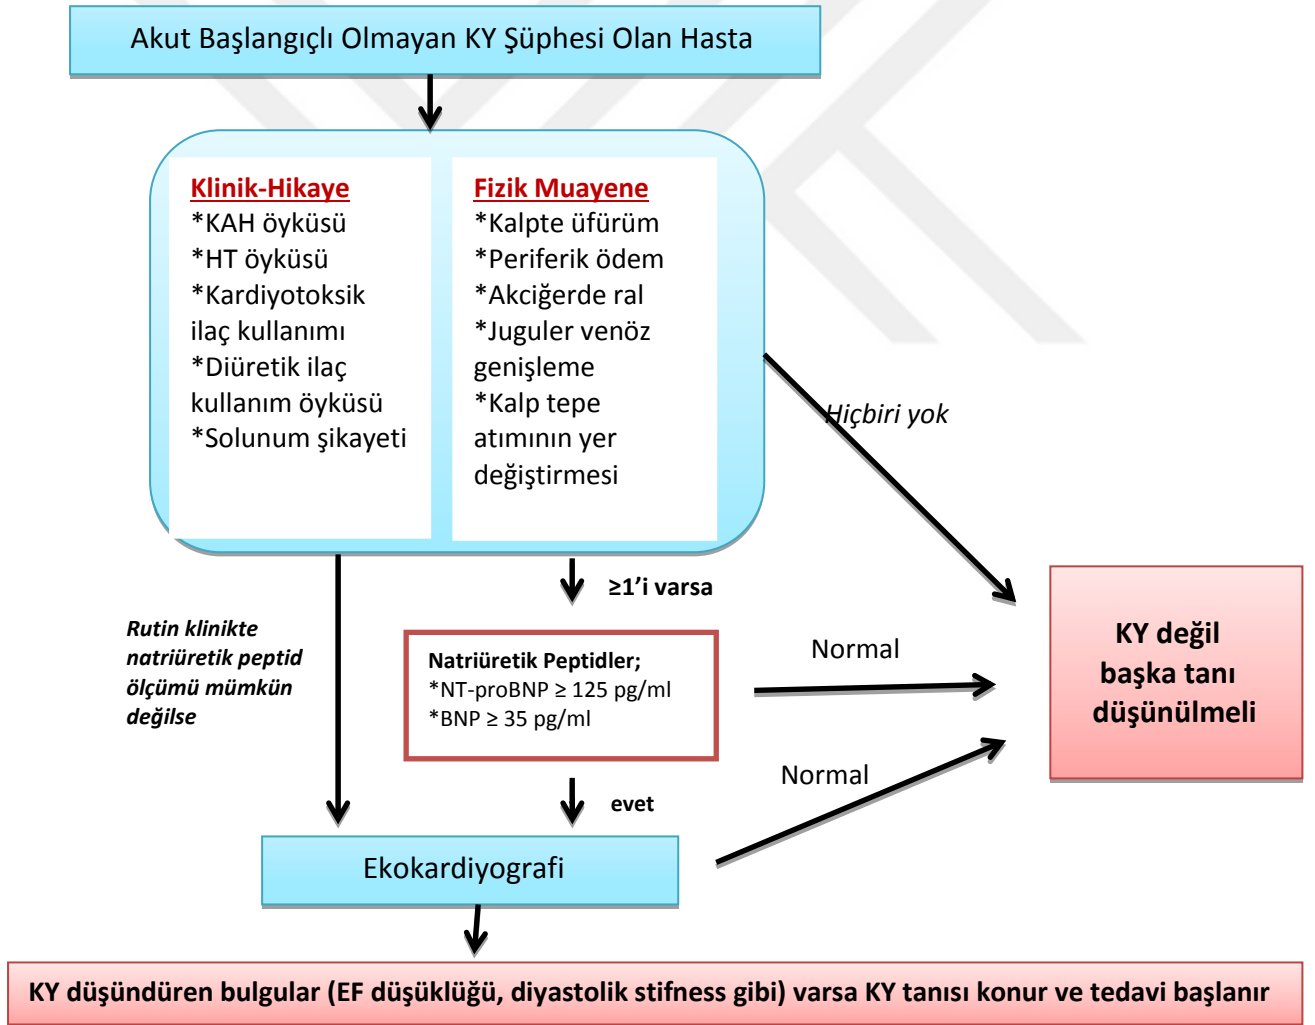 Akut Başlangıçlı Olmayan KY Şüphesi Olan Hasta
Klinik-Hikaye
*KAH öyküsü
*HT öyküsü
*Kardiyotoksik
ilaç kullanımı
*Diüretik ilaç
kullanım öyküsü
*Solunum şikayeti
Fizik Muayene
*Kalpte üfürüm
*Periferik ödem
*Akciğerde ral
*Juguler venöz
genişleme
*Kalp tepe
atımının yer
değiştirmesi
Hiçbiri yok
≥1’i varsa
Rutin klinikte
natriüretik peptid
ölçümü mümkün
değilse
Natriüretik Peptidler;
*NT-proBNP ≥ 125 pg/ml
*BNP ≥ 35 pg/ml
Normal
KY değil
başka tanı
düşünülmeli
Normal
evet
Ekokardiyografi
KY düşündüren bulgular (EF düşüklüğü, diyastolik stifness gibi) varsa KY tanısı konur ve tedavi başlanır